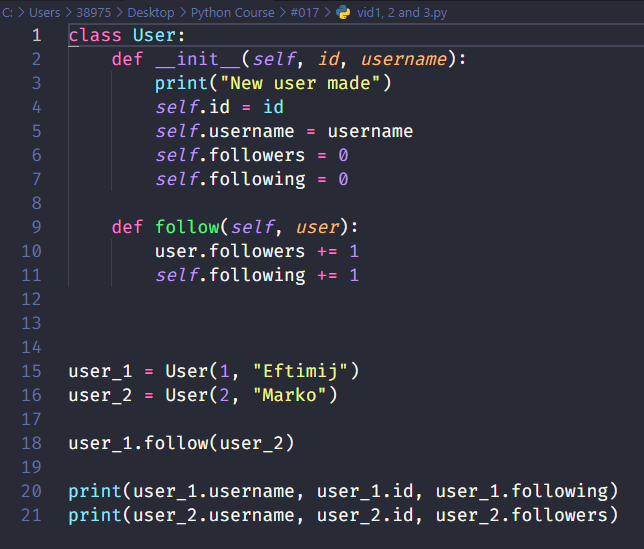 C: > Users > 38975 > Desktop > Python Course > #017 > vid1, 2 and 3.py
1 class User:
2     def __init__(self, id, username):
3         print("New user made")
4         self.id = id
5         self.username = username
6         self.followers = 0
7         self.following = 0
8
9     def follow(self, user):
10         user.followers += 1
11         self.following += 1
12
13
14
15 user_1 = User(1, "Eftimij")
16 user_2 = User(2, "Marko")
17
18 user_1.follow(user_2)
19
20 print(user_1.username, user_1.id, user_1.following)
21 print(user_2.username, user_2.id, user_2.followers)